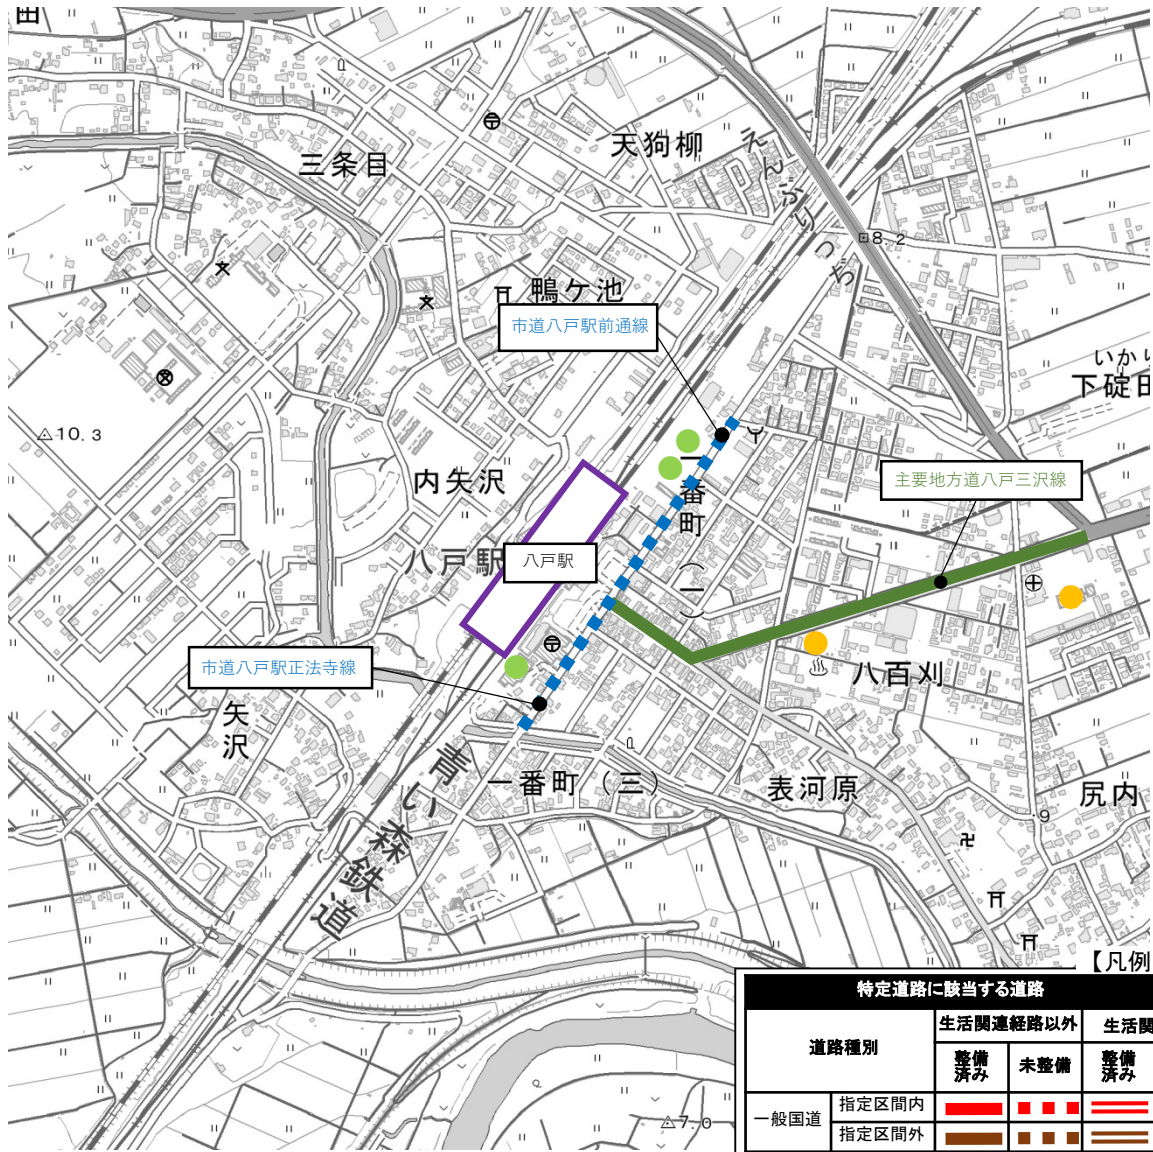 田
三条目
天狗柳
えんぶりっち
8.2
鴨ケ池
市道八戸駅前通線
いかり
下碇田
10.3
内矢沢
一番町（一）
主要地方道八戸三沢線
八戸駅
八戸駅
市道八戸駅正法寺線
八百刈
矢沢
青い森鉄道
一番町（三）
表河原
尻内
9
7.0
【凡例
特定道路に該当する道路
道路種別
生活関連経路以外
生活関
整備済み
未整備
整備済み
一般国道
指定区間内
指定区間外